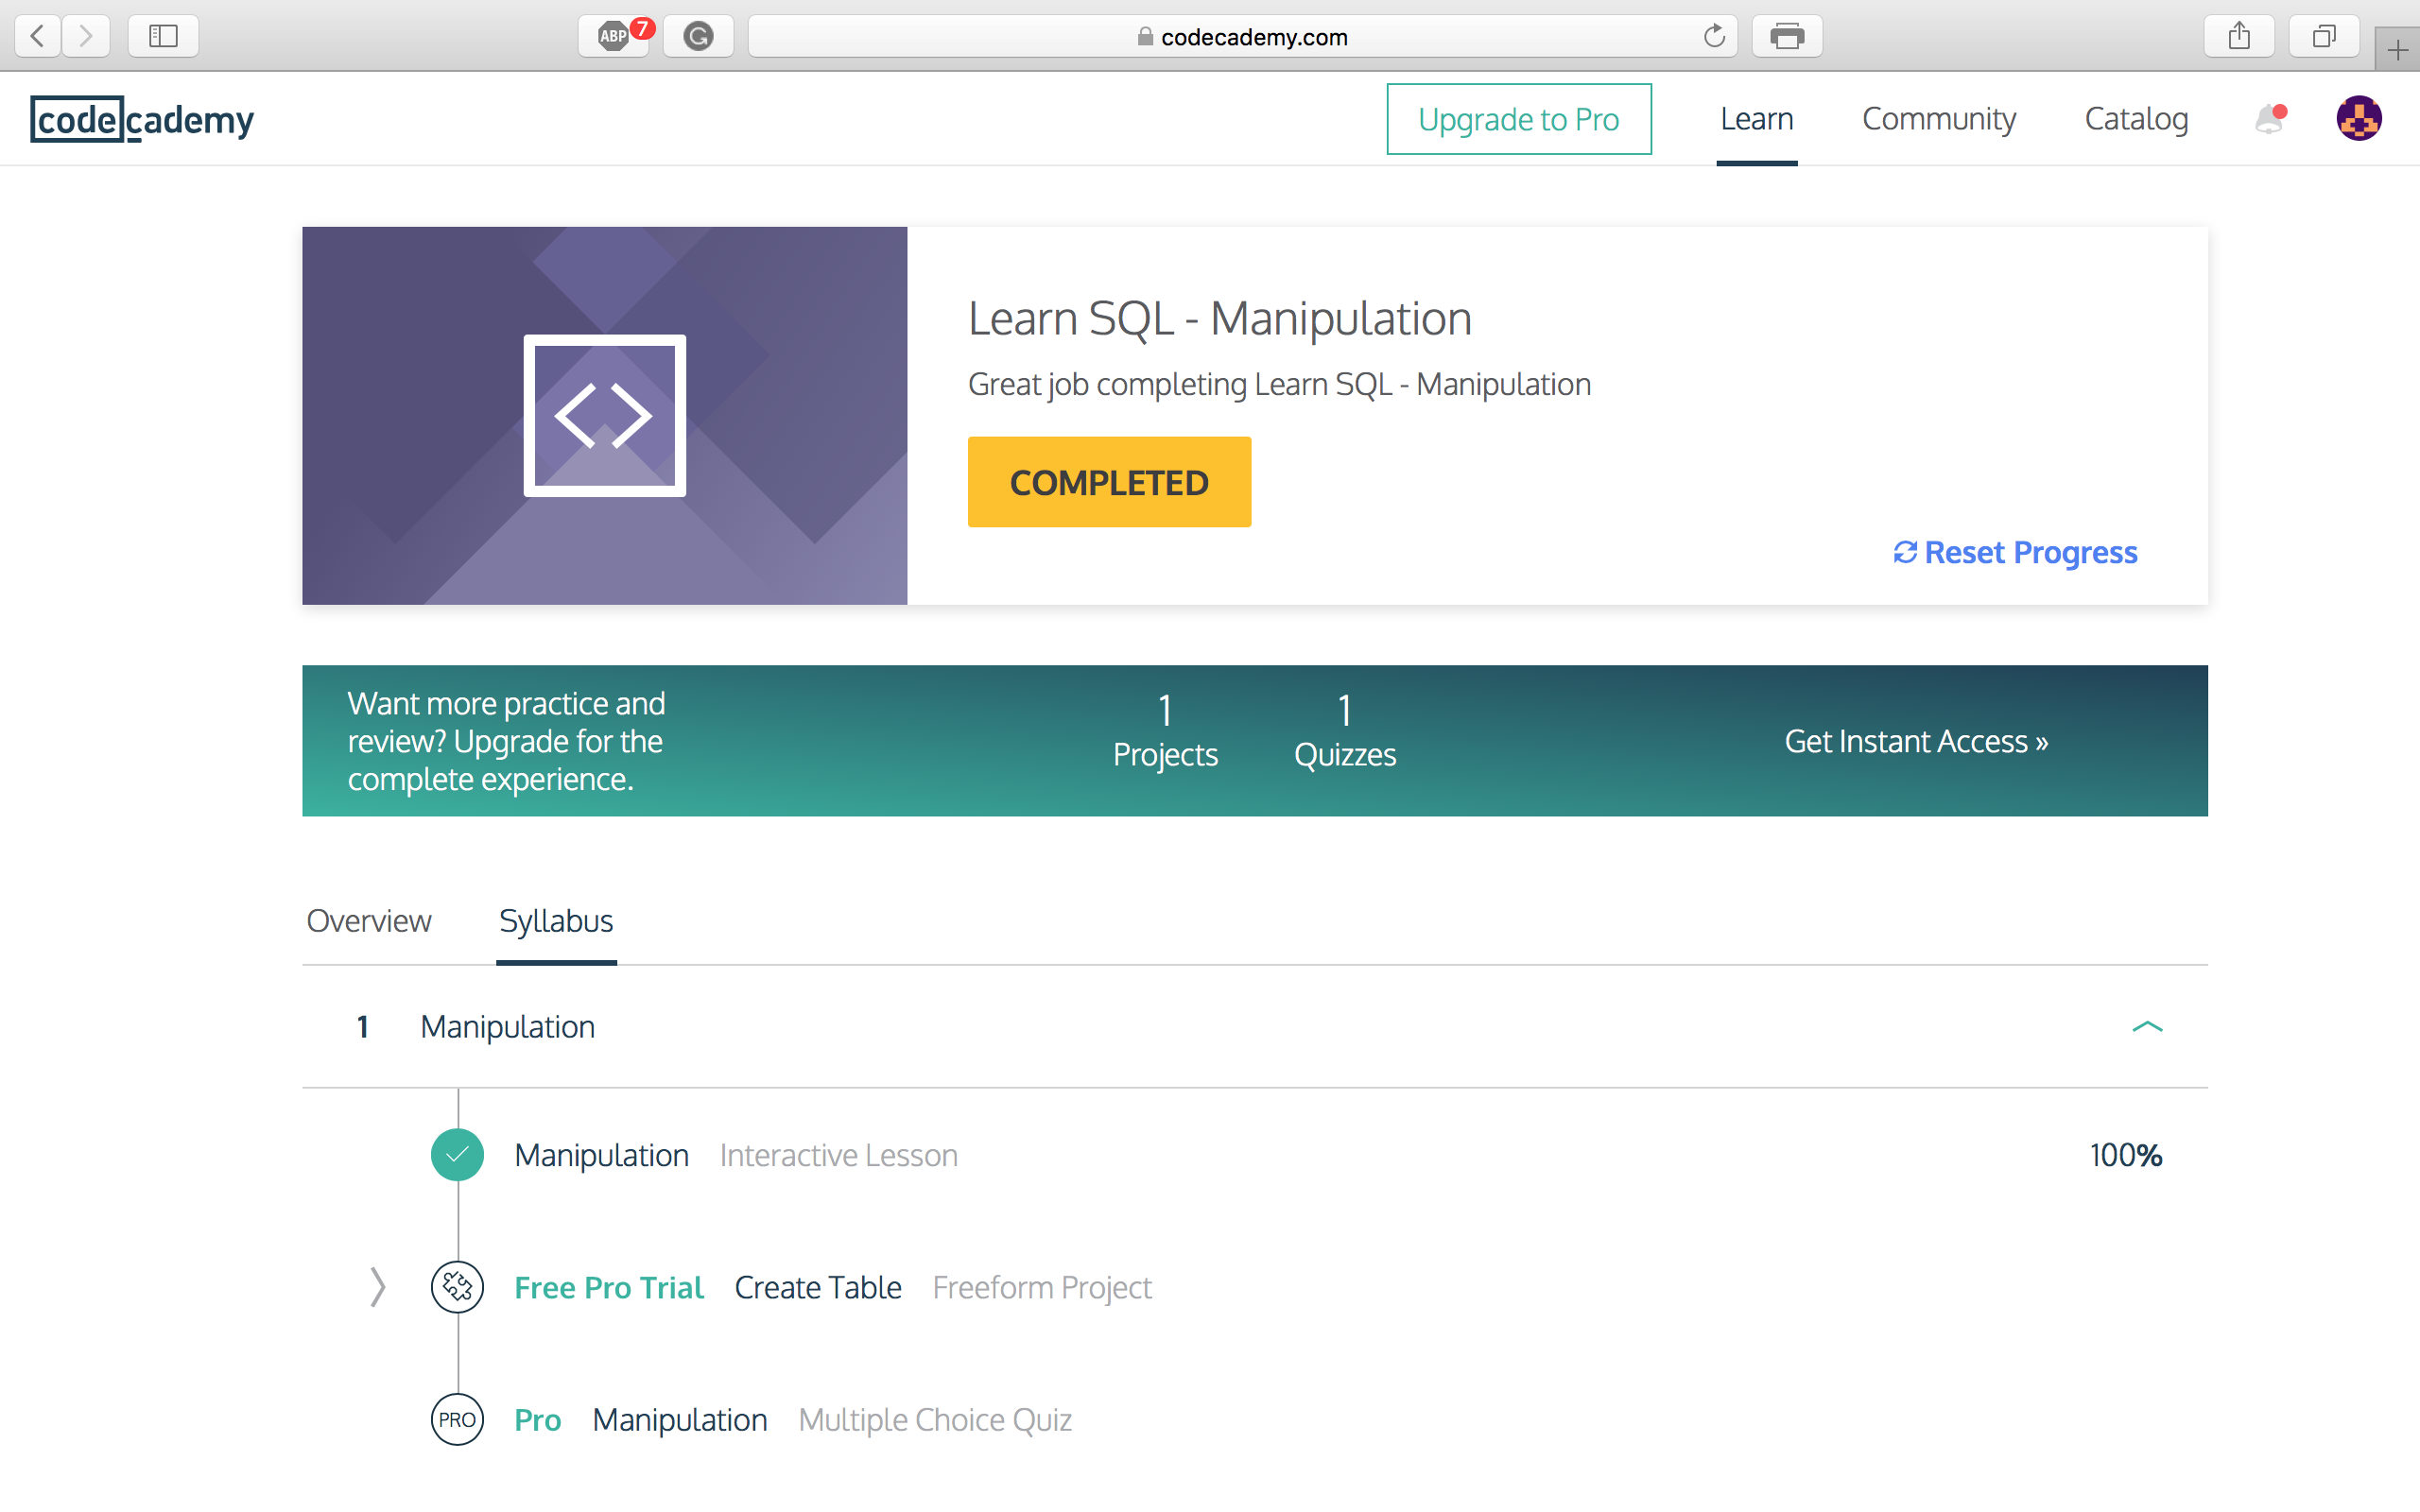 ABP 7
codecademy.com
codecademy
Upgrade to Pro
Learn
Community
Catalog
Learn SQL - Manipulation
Great job completing Learn SQL - Manipulation
COMPLETED
Reset Progress
Want more practice and
review? Upgrade for the
complete experience.
1
Projects
1
Quizzes
Get Instant Access »
Overview
Syllabus
1 Manipulation
Manipulation Interactive Lesson 100%
Free Pro Trial Create Table Freeform Project
PRO Pro Manipulation Multiple Choice Quiz